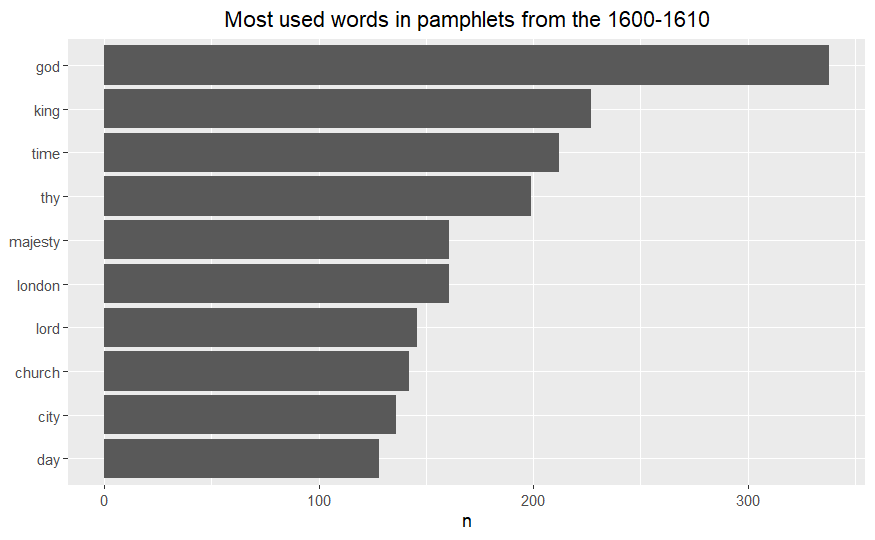 Most used words in pamphlets from the 1600-1610
god
king
time
thy
majesty
london
lord
church
city
day
0 100 200 300
n